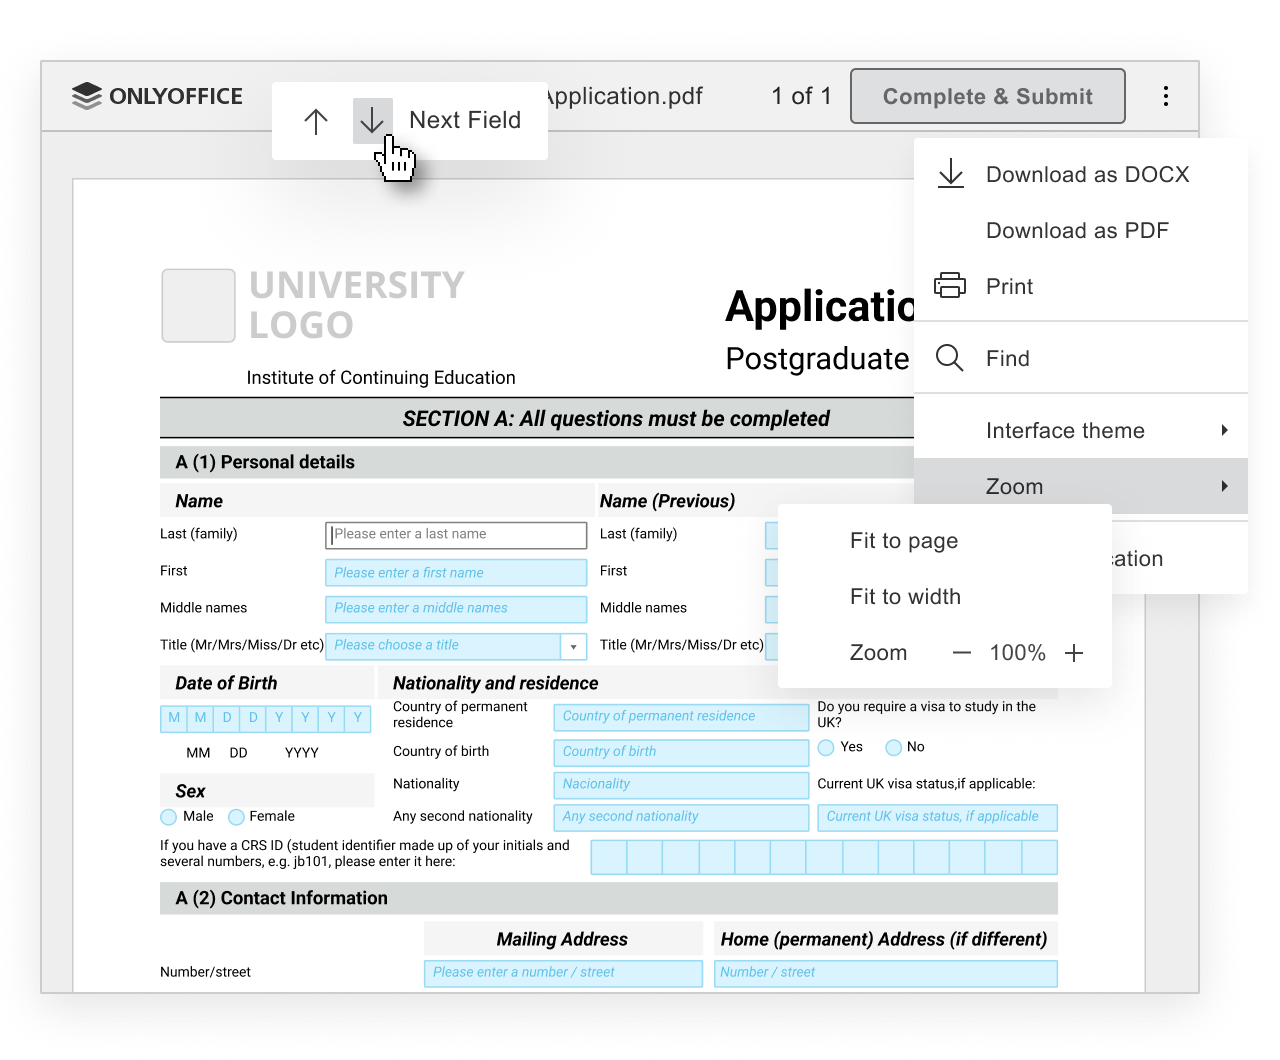 ONLYOFFICE
Next Field
Application.pdf
1 of 1
Complete & Submit
Download as DOCX
Download as PDF
Print
Find
Interface theme
Zoom
Fit to page
Fit to width
Zoom — 100% +
UNIVERSITY
LOGO
Postgraduate
Institute of Continuing Education
SECTION A: All questions must be completed
A (1) Personal details
Name
Name (Previous)
Last (family)
Please enter a last name
Last (family)
First
Please enter a first name
First
Middle names
Please enter a middle names
Middle names
Title (Mr/Mrs/Miss/Dr etc)
Please choose a title
Title (Mr/Mrs/Miss/Dr etc)
Date of Birth
Nationality and residence
M M D D Y Y Y Y
MM DD YYYY
Country of permanent
residence
Country of permanent residence
Do you require a visa to study in the
UK?
Country of birth
Country of birth
Yes
No
Sex
Nationality
Nacionality
Current UK visa status,if applicable:
Male
Female
Any second nationality
Any second nationality
Current UK visa status, if applicable
If you have a CRS ID (student identifier made up of your initials and
several numbers, e.g. jb101, please enter it here:
A (2) Contact Information
Mailing Address
Home (permanent) Address (if different)
Number/street
Please enter a number / street
Number / street